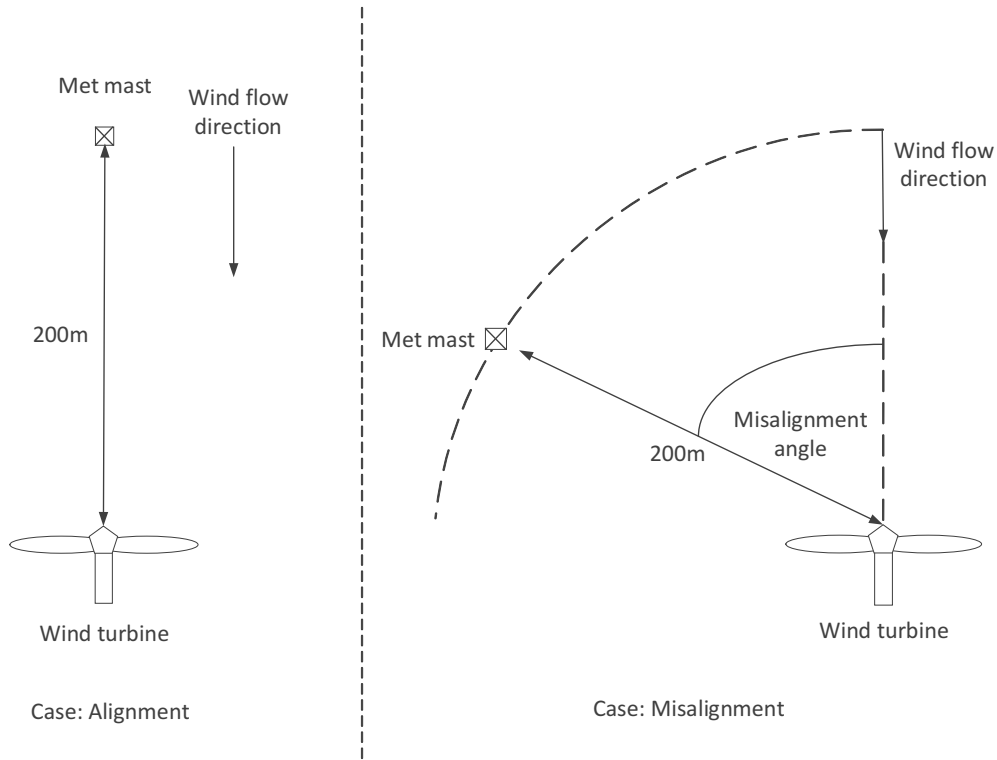 Met mast
Wind flow
direction
200m
Wind turbine
Case: Alignment
Wind flow
direction
Met mast
Misalignment
angle
200m
Wind turbine
Case: Misalignment